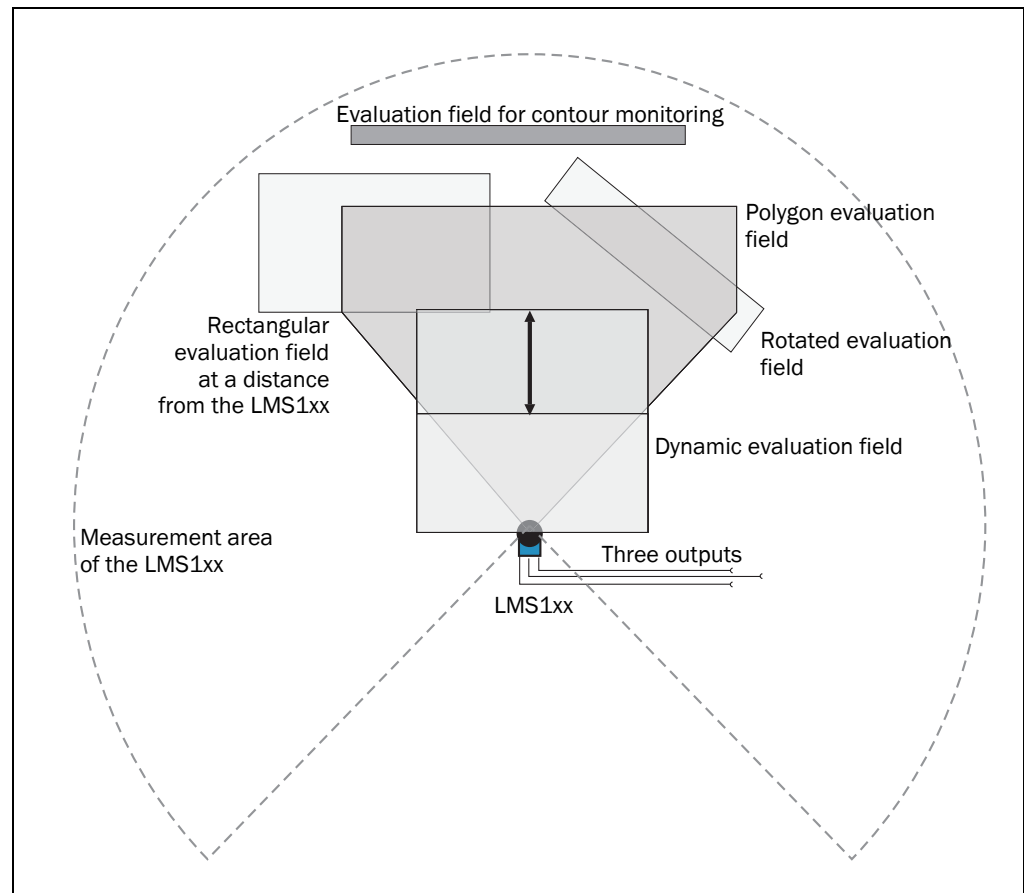 Evaluation field for contour monitoring
Polygon evaluation
field
Rectangular
evaluation field
at a distance
from the LMS1xx
Rotated evaluation
field
Dynamic evaluation field
Measurement area
of the LMS1xx
Three outputs
LMS1xx